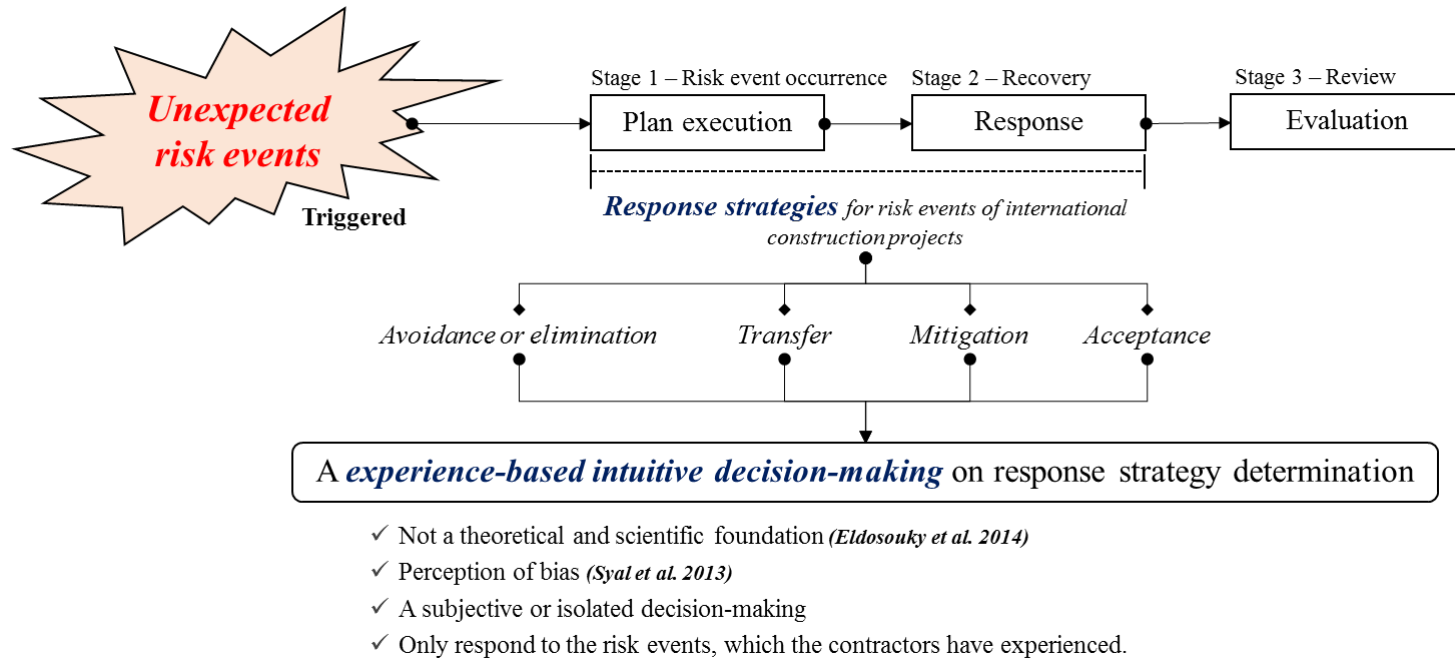 Unexpected
risk events
Triggered
Stage 1 – Risk event occurrence
Plan execution
Stage 2 – Recovery
Response
Stage 3 – Review
Evaluation
Response strategies for risk events of international
construction projects
Avoidance or elimination
Transfer
Mitigation
Acceptance
A experience-based intuitive decision-making on response strategy determination
✓ Not a theoretical and scientific foundation (Eldosouky et al. 2014)
✓ Perception of bias (Syal et al. 2013)
✓ A subjective or isolated decision-making
✓ Only respond to the risk events, which the contractors have experienced.